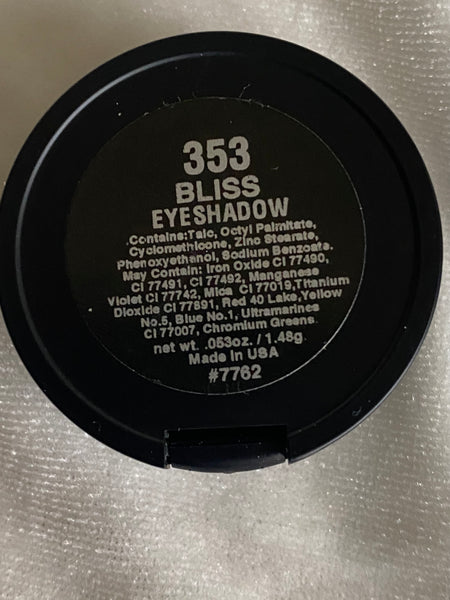 353
BLISS
EYESHADOW
Contains:Talc, Octyl Palmitate,
Cyclomethicone, Zinc Stearate,
Phenoxyethanol, Sodium Benzoate.
May Contain: Iron Oxide CI 77490,
CI 77491, CI 77492, Manganese
Violet CI 77742, Mica CI 77019,Titanium
Dioxide CI 77891, Red 40 Lake,Yellow
No.5, Blue No.1, Ultramarines
CI 77007, Chromium Greens.
net wt. .053oz. / 1.48g.
Made in USA
#7762